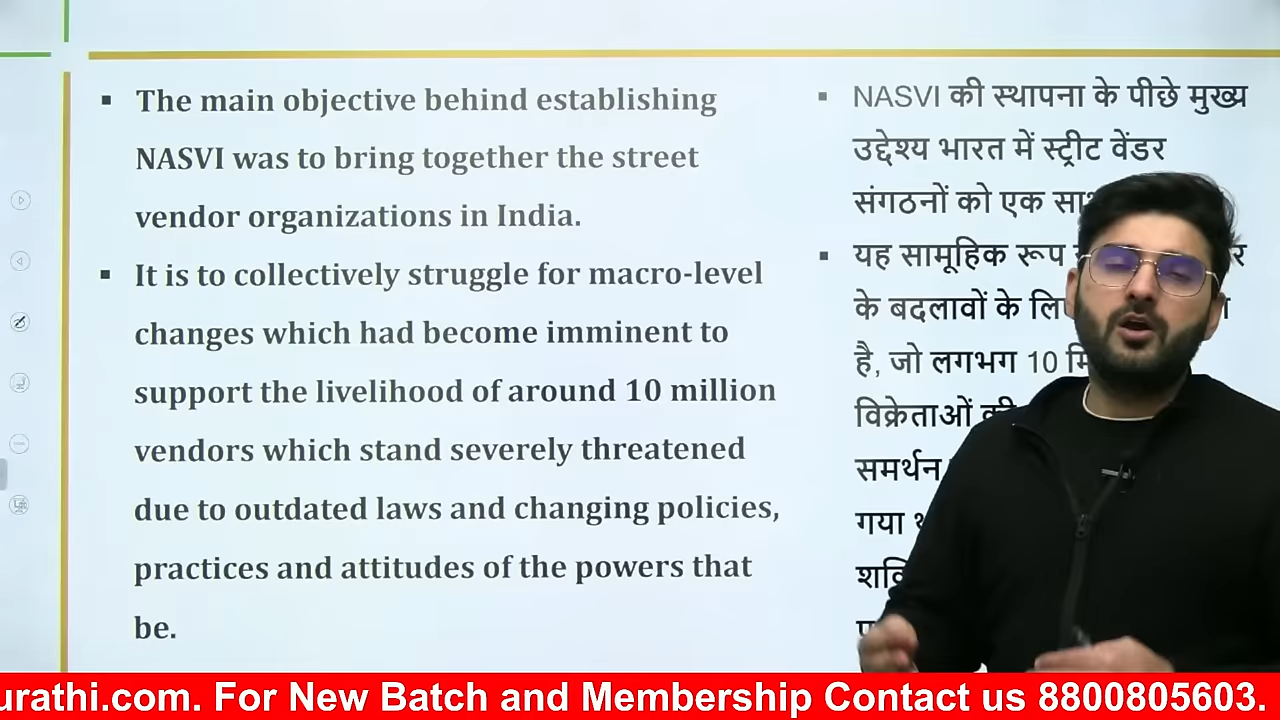 The main objective behind establishing
NASVI was to bring together the street
vendor organizations in India.
It is to collectively struggle for macro-level
changes which had become imminent to
support the livelihood of around 10 million
vendors which stand severely threatened
due to outdated laws and changing policies,
practices and attitudes of the powers that
be.
NASVI की स्थापना के पीछे मुख्य
उद्देश्य भारत में स्ट्रीट वेंडर
संगठनों को एक
यह सामूहिक रूप
के बदलावों के
है, जो लगभग 10
विक्रेताओं की
समर्थन
गया
urathi.com. For New Batch and Membership Contact us 8800805603.